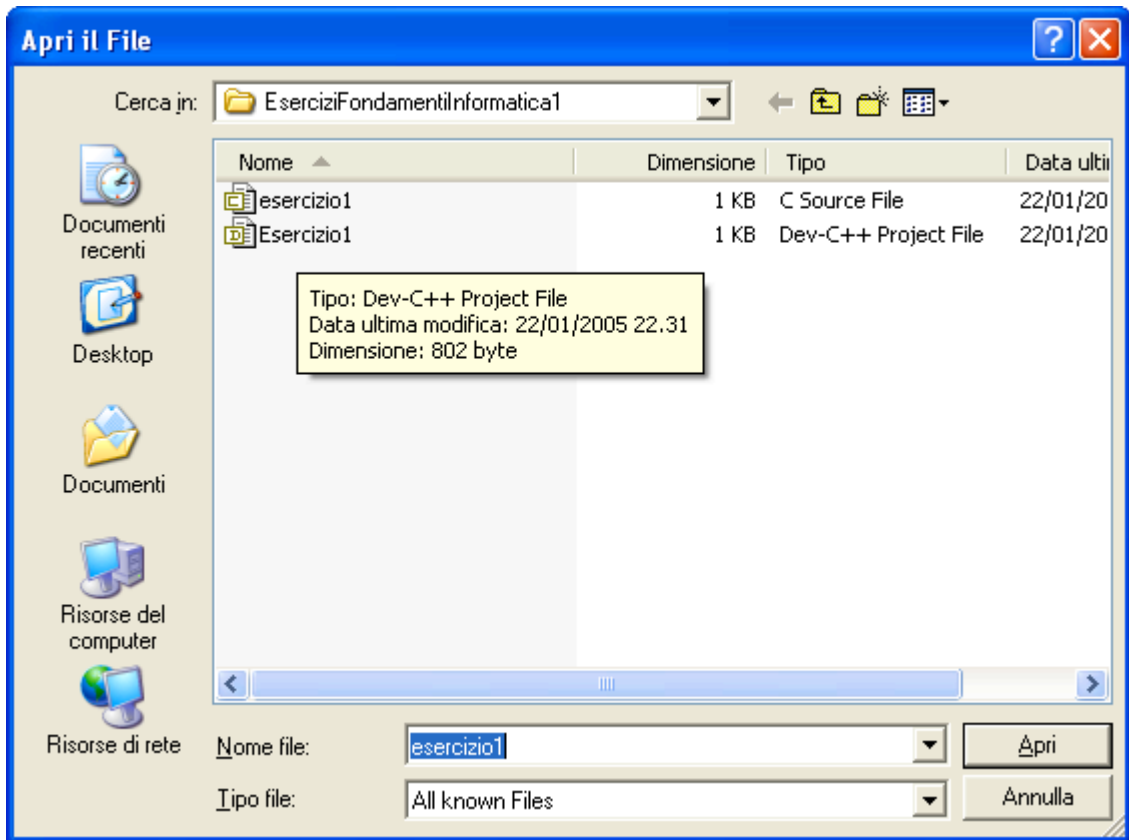 Apri il File
Cerca in: EserciziFondamentiInformatica1
Nome Dimensione Tipo Data ulti
esercizio1 1 KB C Source File 22/01/20
Esercizio1 1 KB Dev-C++ Project File 22/01/20
Tipo: Dev-C++ Project File
Data ultima modifica: 22/01/2005 22.31
Dimensione: 802 byte
Documenti
recenti
Desktop
Documenti
Risorse del
computer
Risorse di rete
Nome file: esercizio1 Apri
Tipo file: All known Files Annulla